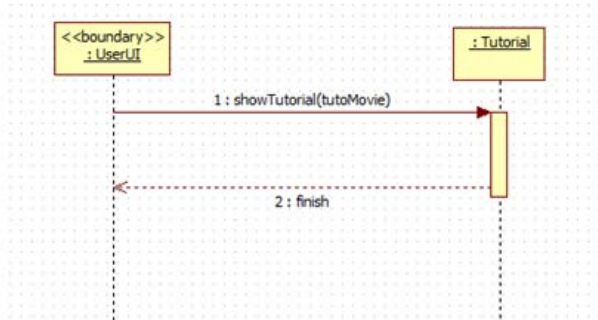 <<boundary>>
: UserUI
: Tutorial
1 : showTutorial(tutoMovie)
2 : finish